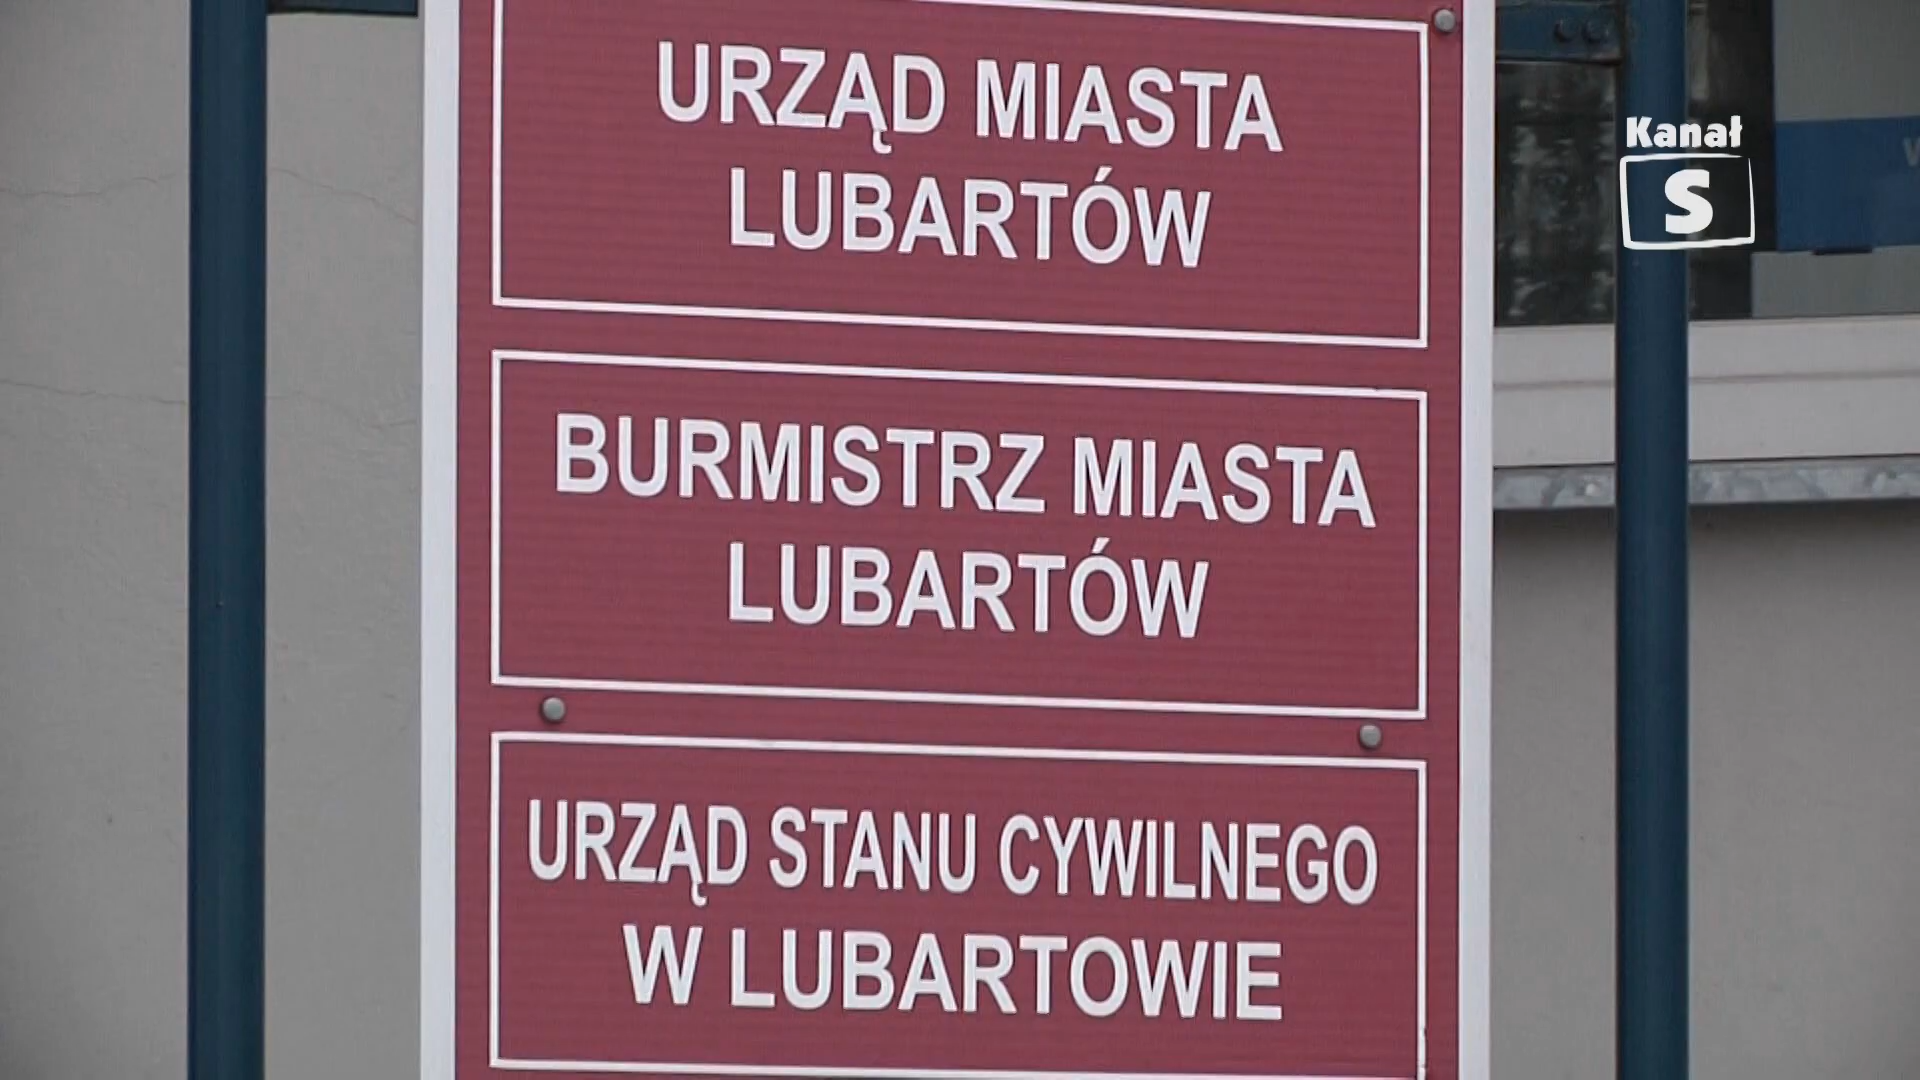 URZĄD MIASTA
LUBARTÓW
Kanał
S
BURMISTRZ MIASTA
LUBARTÓW
URZĄD STANU CYWILNEGO
W LUBARTOWIE